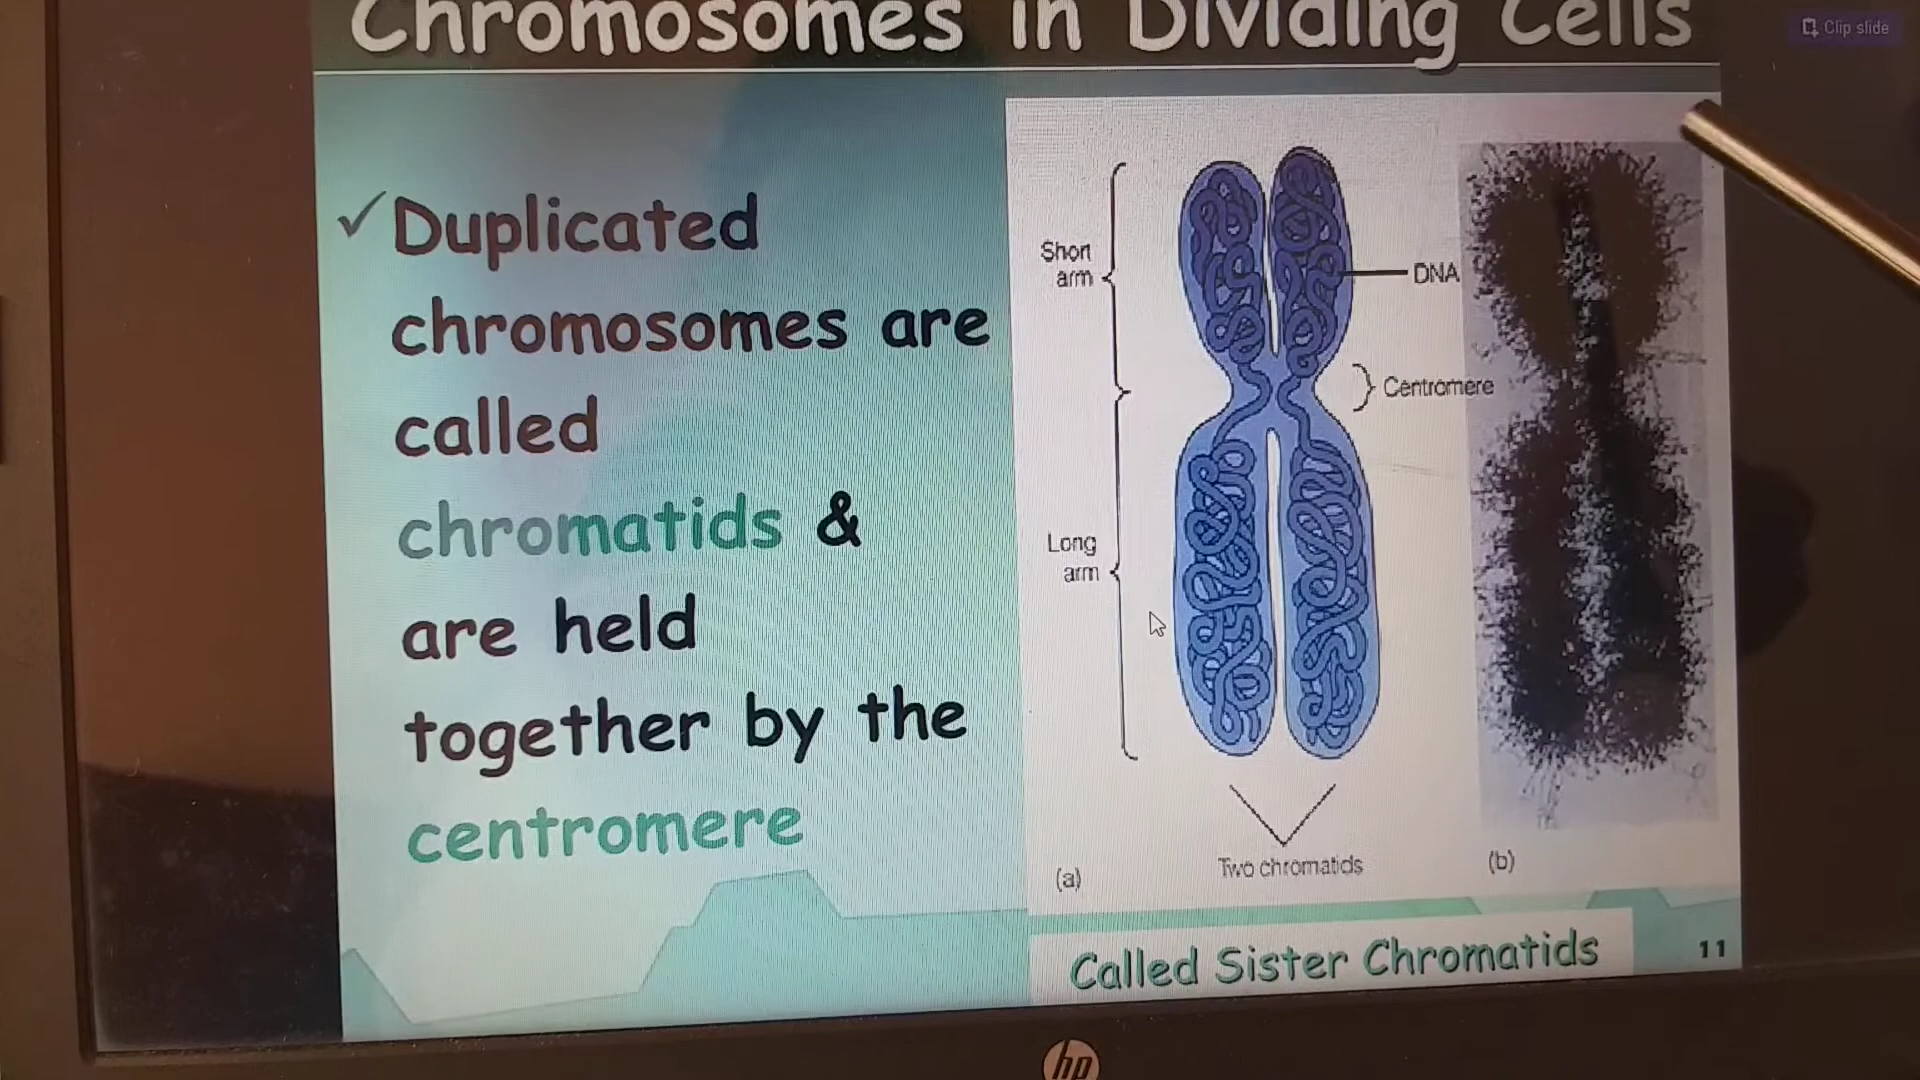 Chromosomes in Dividing Cells
Clip slide
✓Duplicated
chromosomes are
called
chromatids &
are held
together by the
centromere
Short
arm
DNA
Centromere
Long
arm
Two chromatids
(a)
(b)
Called Sister Chromatids
11
hp